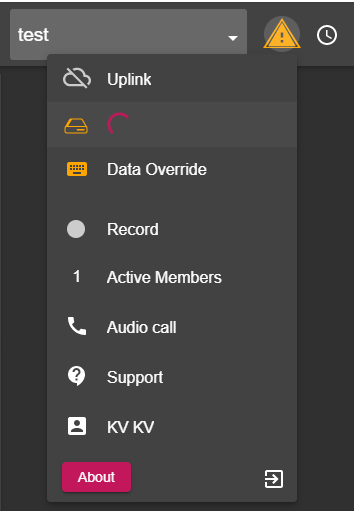 test
Uplink
Data Override
Record
1 Active Members
Audio call
Support
KV KV
About